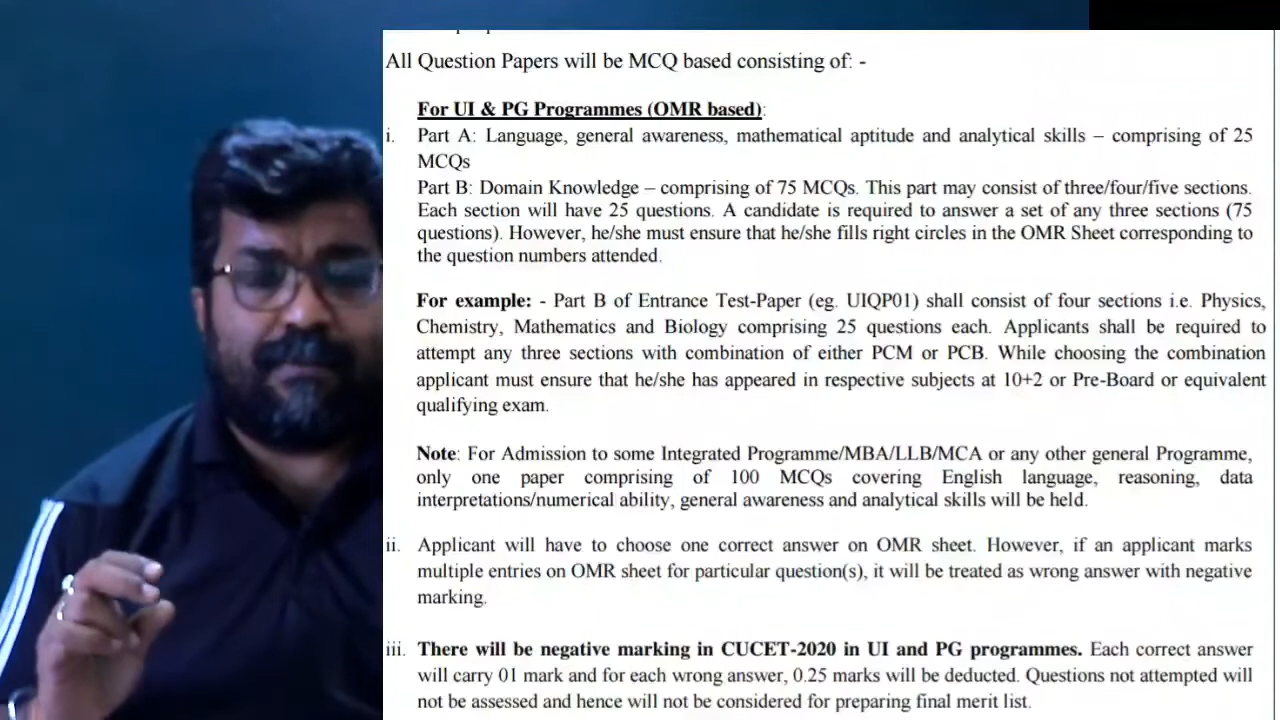 All Question Papers will be MCQ based consisting of: -
For UI & PG Programmes (OMR based):
i. Part A: Language, general awareness, mathematical aptitude and analytical skills – comprising of 25
MCQs
Part B: Domain Knowledge – comprising of 75 MCQs. This part may consist of three/four/five sections.
Each section will have 25 questions. A candidate is required to answer a set of any three sections (75
questions). However, he/she must ensure that he/she fills right circles in the OMR Sheet corresponding to
the question numbers attended.
For example: - Part B of Entrance Test-Paper (eg. UIQP01) shall consist of four sections i.e. Physics,
Chemistry, Mathematics and Biology comprising 25 questions each. Applicants shall be required to
attempt any three sections with combination of either PCM or PCB. While choosing the combination
applicant must ensure that he/she has appeared in respective subjects at 10+2 or Pre-Board or equivalent
qualifying exam.
Note: For Admission to some Integrated Programme/MBA/LLB/MCA or any other general Programme,
only one paper comprising of 100 MCQs covering English language, reasoning, data
interpretations/numerical ability, general awareness and analytical skills will be held.
ii. Applicant will have to choose one correct answer on OMR sheet. However, if an applicant marks
multiple entries on OMR sheet for particular question(s), it will be treated as wrong answer with negative
marking.
iii. There will be negative marking in CUCET-2020 in UI and PG programmes. Each correct answer
will carry 01 mark and for each wrong answer, 0.25 marks will be deducted. Questions not attempted will
not be assessed and hence will not be considered for preparing final merit list.